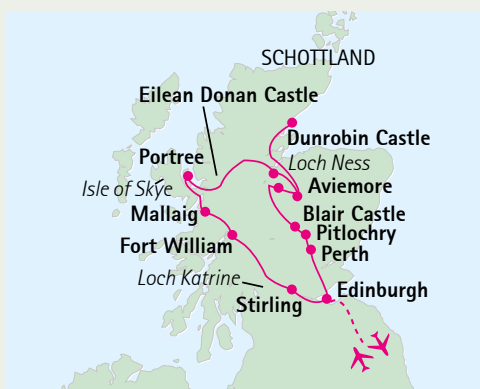 SCHOTTLAND
Eilean Donan Castle
Dunrobin Castle
Portree
Loch Ness
Isle of Skye
Aviemore
Mallaig
Blair Castle
Fort William
Pitlochry
Perth
Loch Katrine
Edinburgh
Stirling